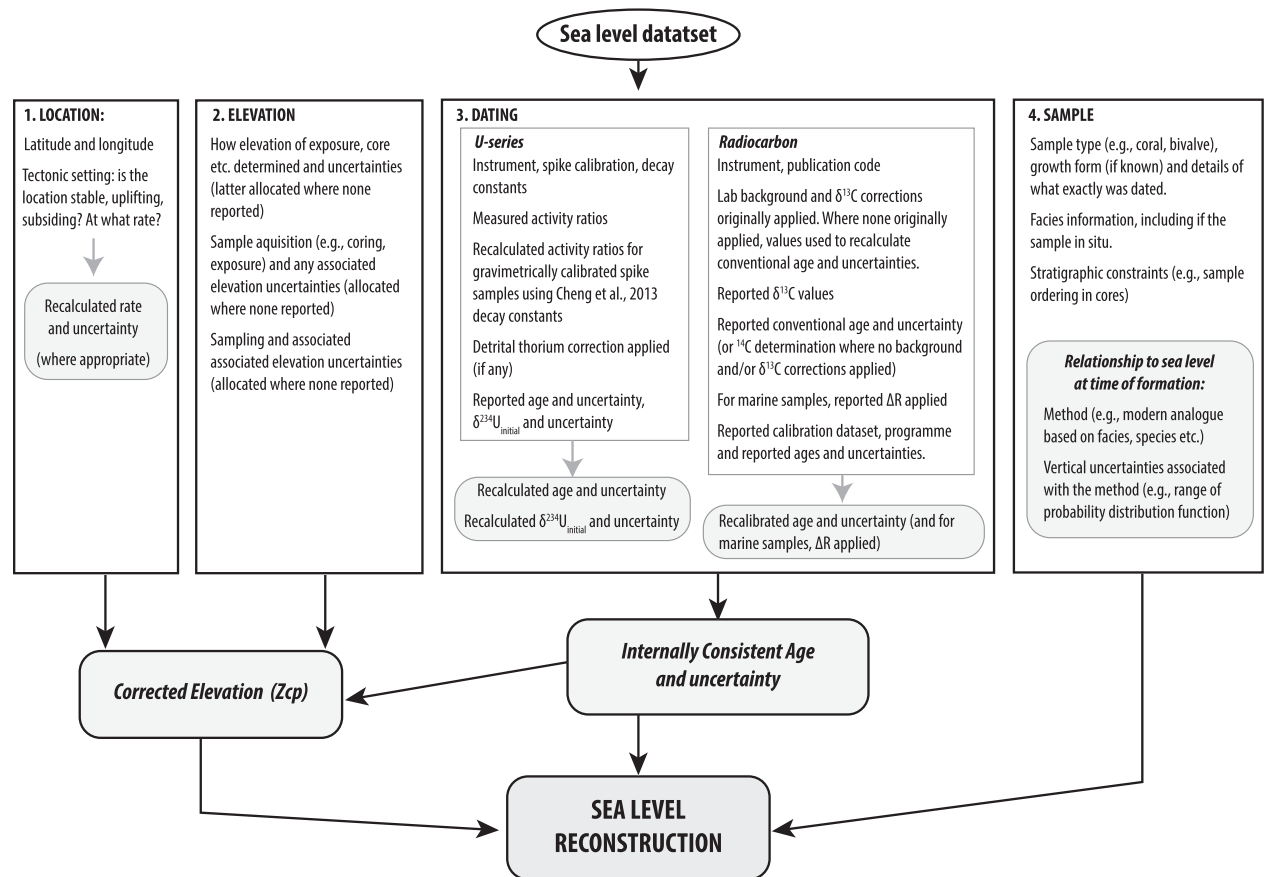 Sea level datatset
1. LOCATION:
Latitude and longitude
Tectonic setting: is the
location stable, uplifting,
subsiding? At what rate?
Recalculated rate
and uncertainty
(where appropriate)
2. ELEVATION
How elevation of exposure, core
etc. determined and uncertainties
(latter allocated where none
reported)
Sample aquisition (e.g., coring,
exposure) and any associated
elevation uncertainties (allocated
where none reported)
Sampling and associated
associated elevation uncertainties
(allocated where none reported)
3. DATING
U-series
Instrument, spike calibration, decay
constants
Measured activity ratios
Recalculated activity ratios for
gravimetrically calibrated spike
samples using Cheng et al., 2013
decay constants
Detrital thorium correction applied
(if any)
Reported age and uncertainty,
δ²³⁴U initial and uncertainty
Recalculated age and uncertainty
Recalculated δ²³⁴U initial and uncertainty
Radiocarbon
Instrument, publication code
Lab background and δ¹³C corrections
originally applied. Where none originally
applied, values used to recalculate
conventional age and uncertainties.
Reported δ¹³C values
Reported conventional age and uncertainty
(or ¹⁴C determination where no background
and/or δ¹³C corrections applied)
For marine samples, reported ΔR applied
Reported calibration dataset, programme
and reported ages and uncertainties.
Recalibrated age and uncertainty (and for
marine samples, ΔR applied)
4. SAMPLE
Sample type (e.g., coral, bivalve),
growth form (if known) and details of
what exactly was dated.
Facies information, including if the
sample in situ.
Stratigraphic constraints (e.g., sample
ordering in cores)
Relationship to sea level
at time of formation:
Method (e.g., modern analogue
based on facies, species etc.)
Vertical uncertainties associated
with the method (e.g., range of
probability distribution function)
Corrected Elevation (Zcp)
Internally Consistent Age
and uncertainty
SEA LEVEL
RECONSTRUCTION